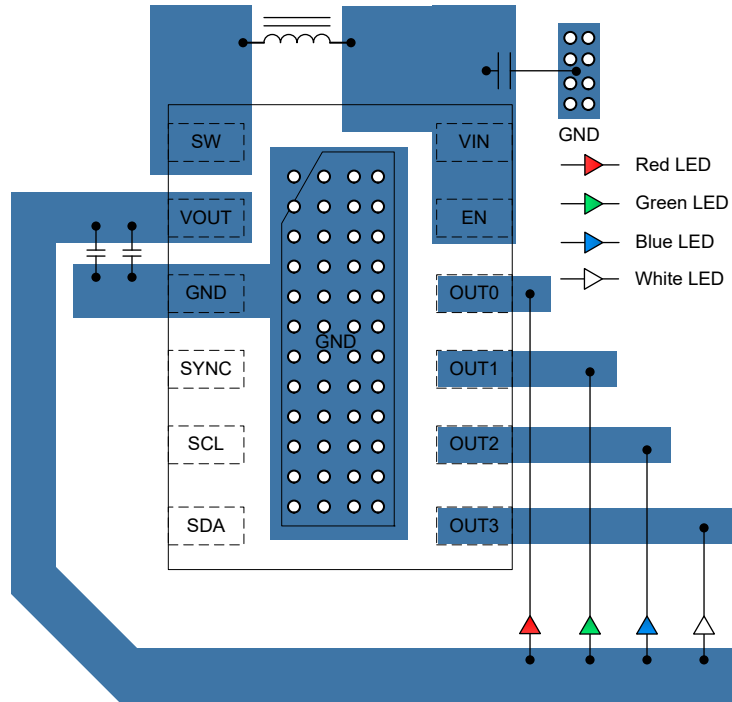 SW
VIN
GND
Red LED
VOUT
EN
Green LED
Blue LED
GND
OUT0
White LED
GND
SYNC
OUT1
SCL
OUT2
SDA
OUT3